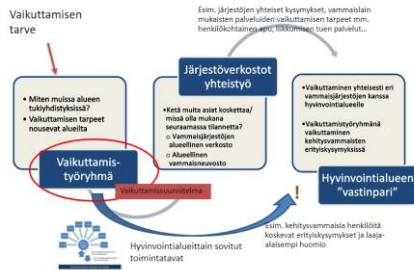 Vaikuttamisen
tarve
Esim. järjestöjen yhteiset kysymykset, vammaislain
mukaisten palveluiden vaikuttamisen tarpeet mm.
henkilökohtainen apu, liikkumisen tuen palvelut...
• Miten muissa alueen
tukiyhdistyksissä?
• Vaikuttamisen tarpeet
nousevat alueilta
Vaikuttamis-
työryhmä
Vaikuttamissuunnitelma
Järjestöverkostot
yhteistyö
• Ketä muita asiat koskettaa/
missä olla mukana
seuraamassa tilannetta?
o Vammaisjärjestöjen
alueellinen verkosto
o Alueellinen
vammaisneuvosto
•Vaikuttaminen yhteisesti eri
vammaisjärjestöjen kanssa
hyvinvointialueelle
•Vaikuttamistyöryhmänä
vaikuttaminen
kehitysvammaisten
erityiskysymyksissä
Hyvinvointialueen
"vastinpari"
!
Hyvinvointialueittain sovitut
toimintatavat
Esim. kehitysvammaisia henkilöitä
koskevat erityiskysymykset ja laaja-
alaisempi huomio